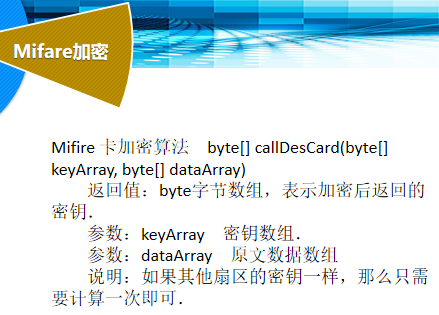 Mifare加密
Mifire 卡加密算法 byte[] callDesCard(byte[]
keyArray, byte[] dataArray)
返回值：byte字节数组，表示加密后返回的
密钥．
参数：keyArray 密钥数组．
参数：dataArray 原文数据数组
说明：如果其他扇区的密钥一样，那么只需
要计算一次即可．